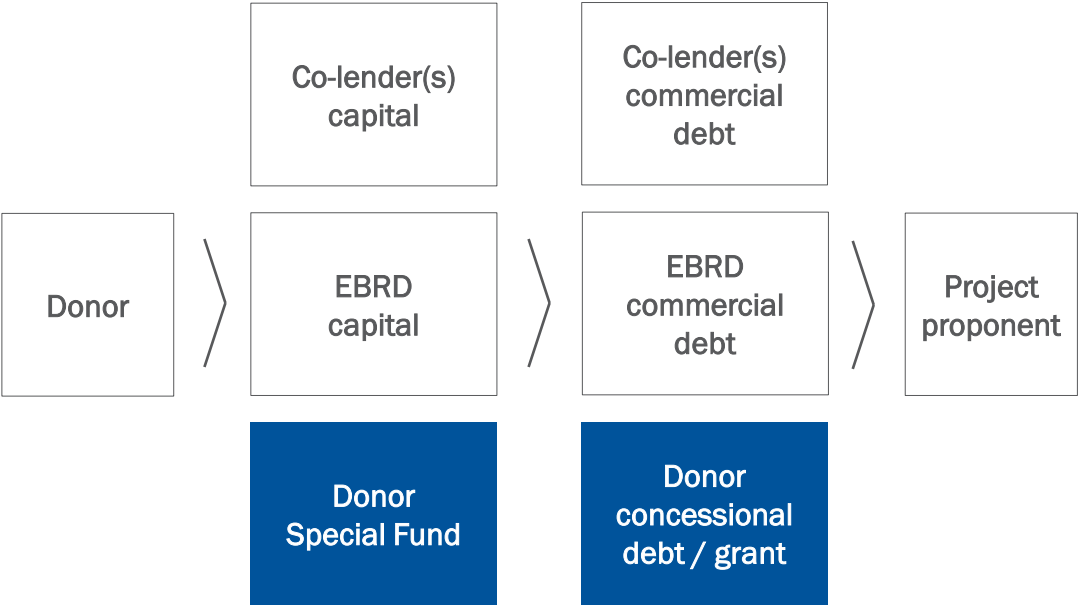 Co-lender(s)
capital
Co-lender(s)
commercial
debt
Donor
EBRD
capital
EBRD
commercial
debt
Project
proponent
Donor
Special Fund
Donor
concessional
debt / grant